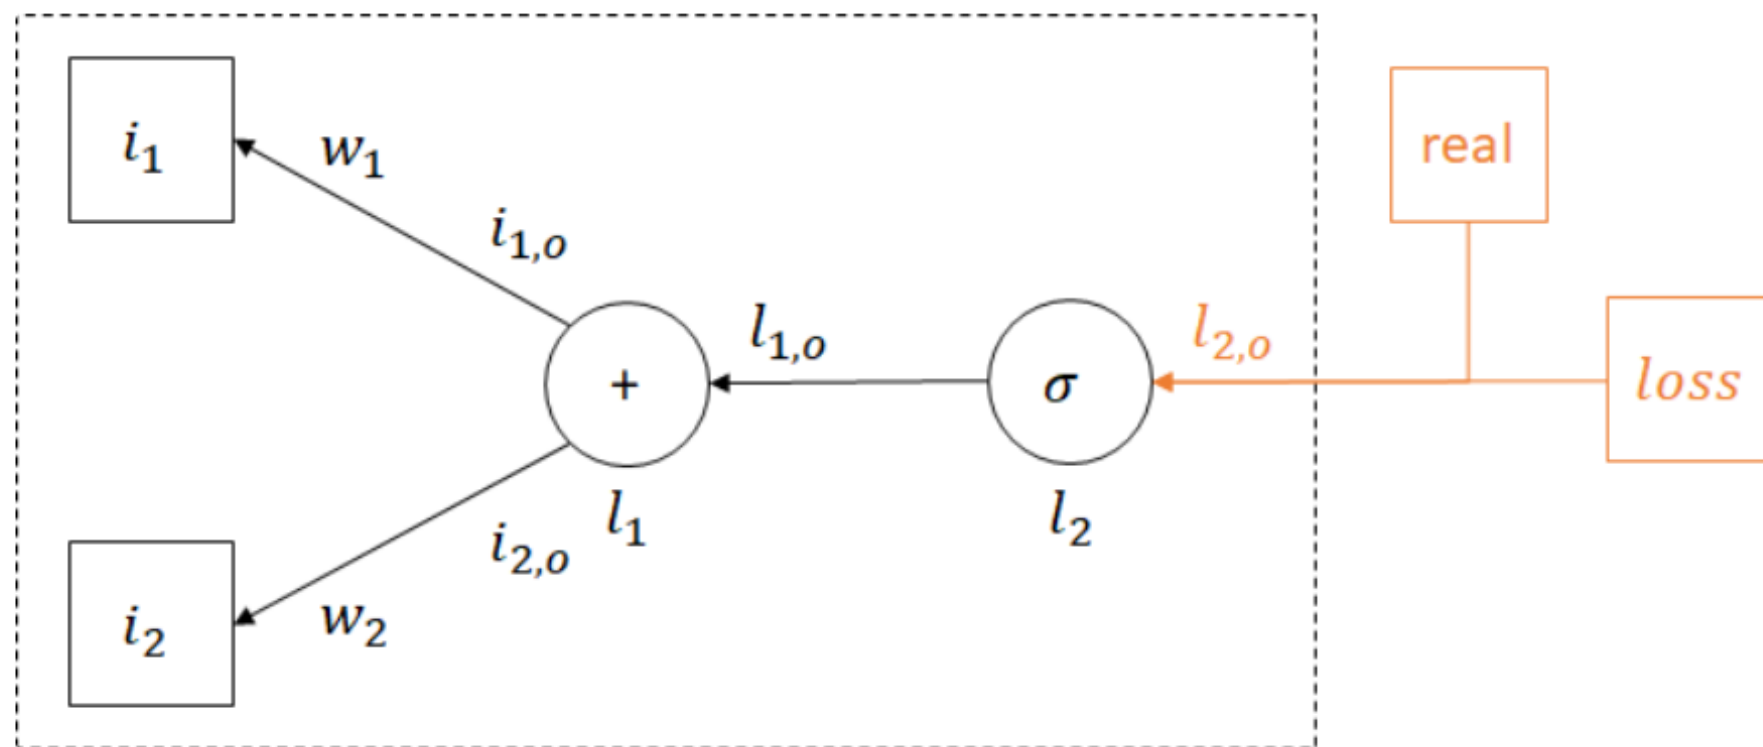 i₁
w₁
i₁,ₒ
real
l₁,ₒ
l₂,ₒ
+
σ
loss
l₁
l₂
i₂,ₒ
i₂
w₂